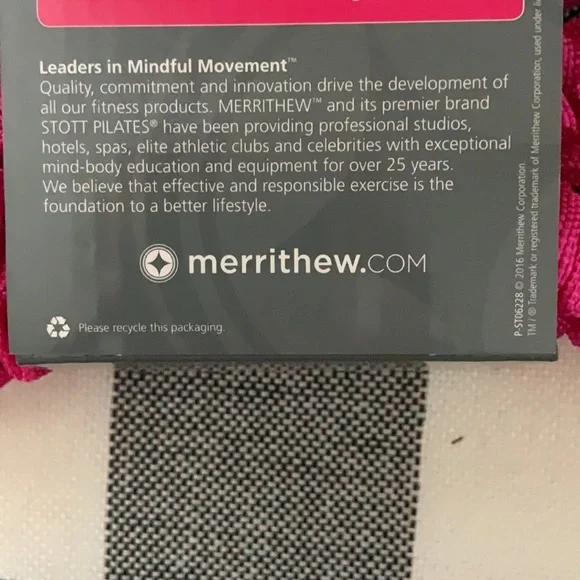 Leaders in Mindful Movement™
Quality, commitment and innovation drive the development of
all our fitness products. MERRITHEW™ and its premier brand
STOTT PILATES® have been providing professional studios,
hotels, spas, elite athletic clubs and celebrities with exceptional
mind-body education and equipment for over 25 years.
We believe that effective and responsible exercise is the
foundation to a better lifestyle.
merrithew.COM
Please recycle this packaging.
P-ST06228 © 2016 Merrithew Corporation.
TM / ® Trademark or registered trademark of Merrithew Corporation, used under